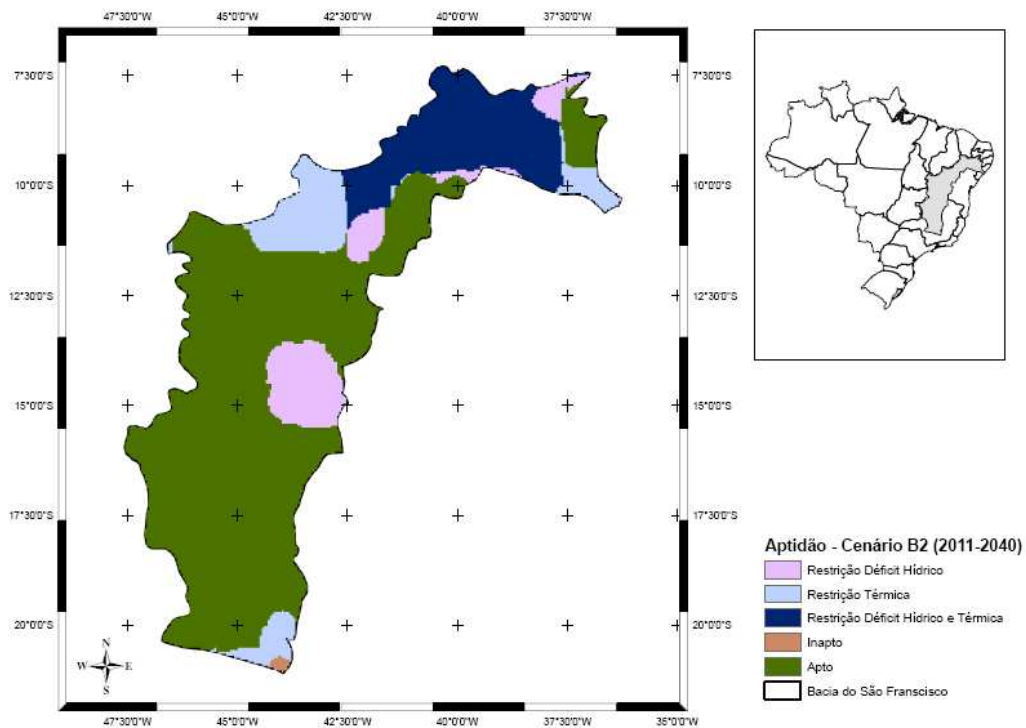 47°30'0"W 45°0'0"W 42°30'0"W 40°0'0"W 37°30'0"W
7°30'0"S 7°30'0"S
10°0'0"S 10°0'0"S
12°30'0"S 12°30'0"S
15°0'0"S 15°0'0"S
17°30'0"S 17°30'0"S
20°0'0"S 20°0'0"S
N
W E
S
47°30'0"W 45°0'0"W 42°30'0"W 40°0'0"W 37°30'0"W 35°0'0"W
Aptidão - Cenário B2 (2011-2040)
Restrição Déficit Hídrico
Restrição Térmica
Restrição Déficit Hídrico e Térmica
Inapto
Apto
Bacia do São Franscisco